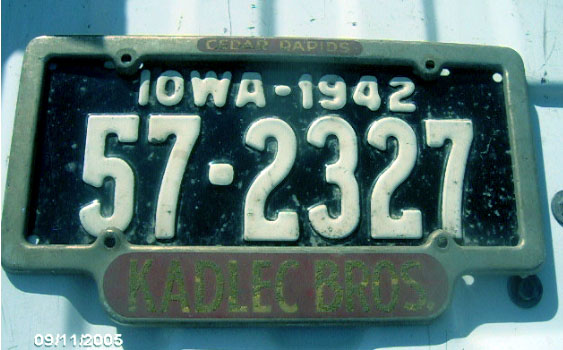 CEDAR RAPIDS
IOWA-1942
57·2327
KADLEC BROS.
09/11/2005